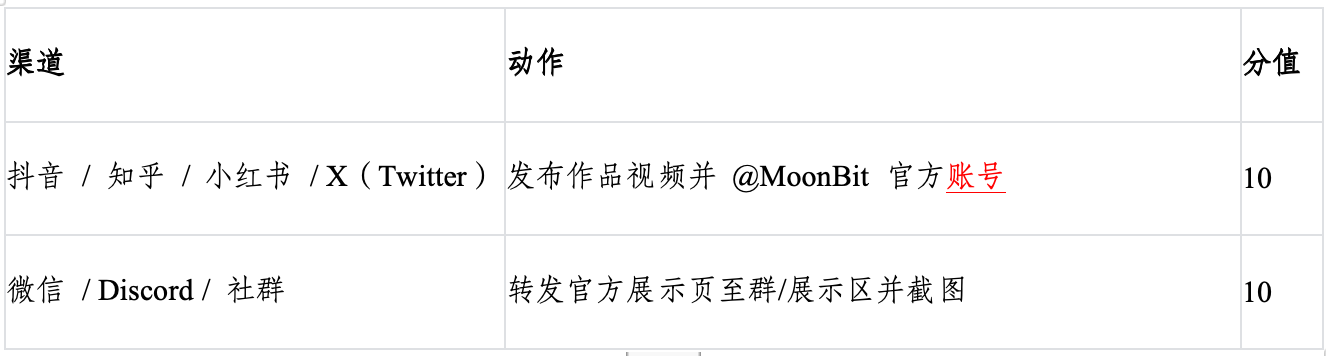 渠道 动作 分值
抖音 / 知乎 / 小红书 / X（Twitter） 发布作品视频并 @MoonBit 官方账号 10
微信 / Discord / 社群 转发官方展示页至群/展示区并截图 10